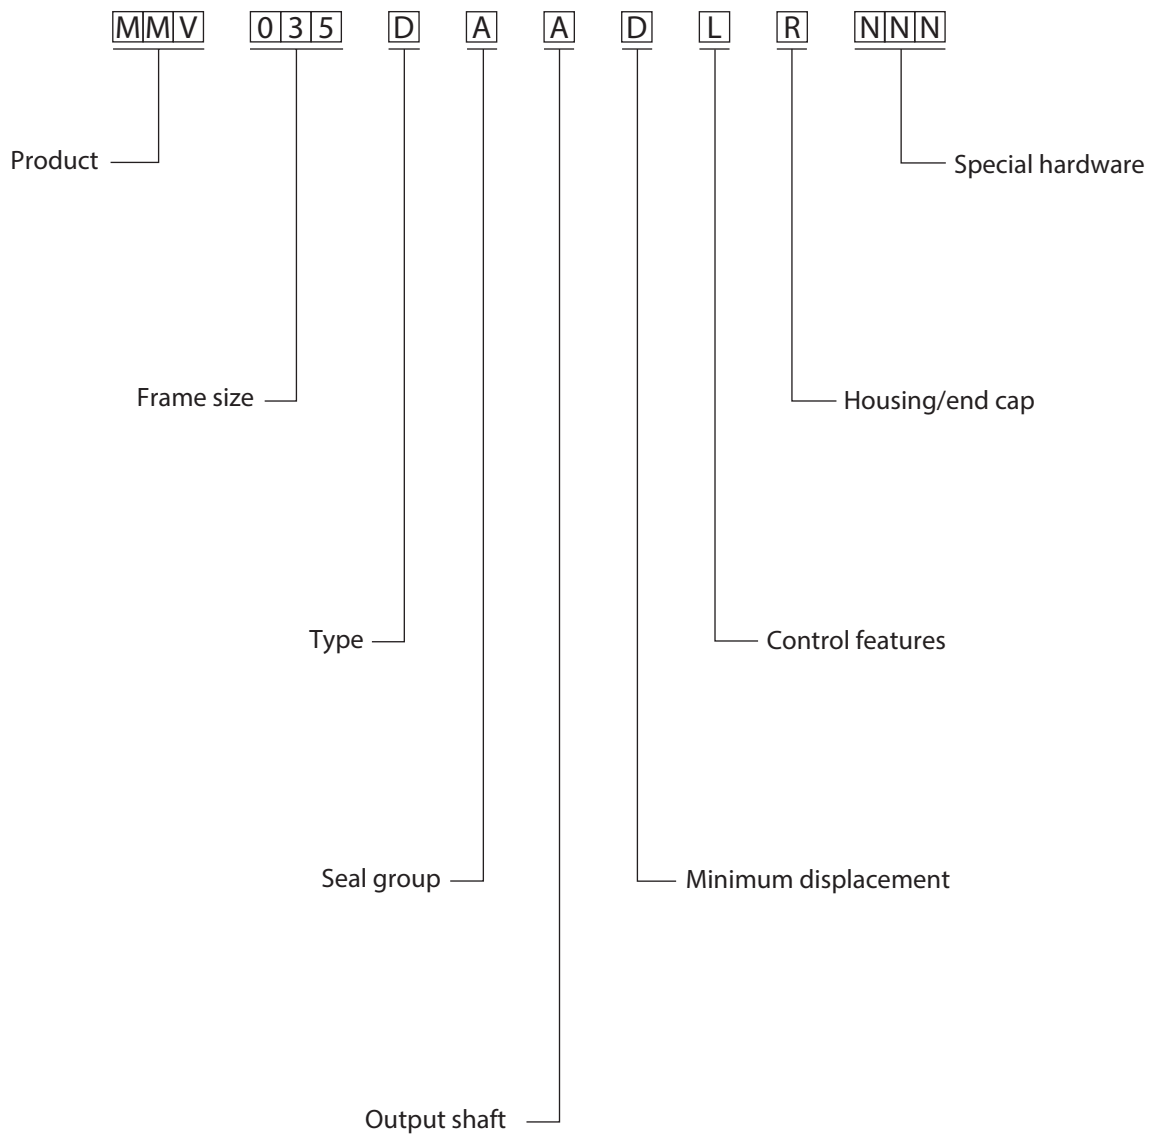 MMV 035 D A A D L R NNN
Product
Special hardware
Frame size
Housing/end cap
Type
Control features
Seal group
Minimum displacement
Output shaft